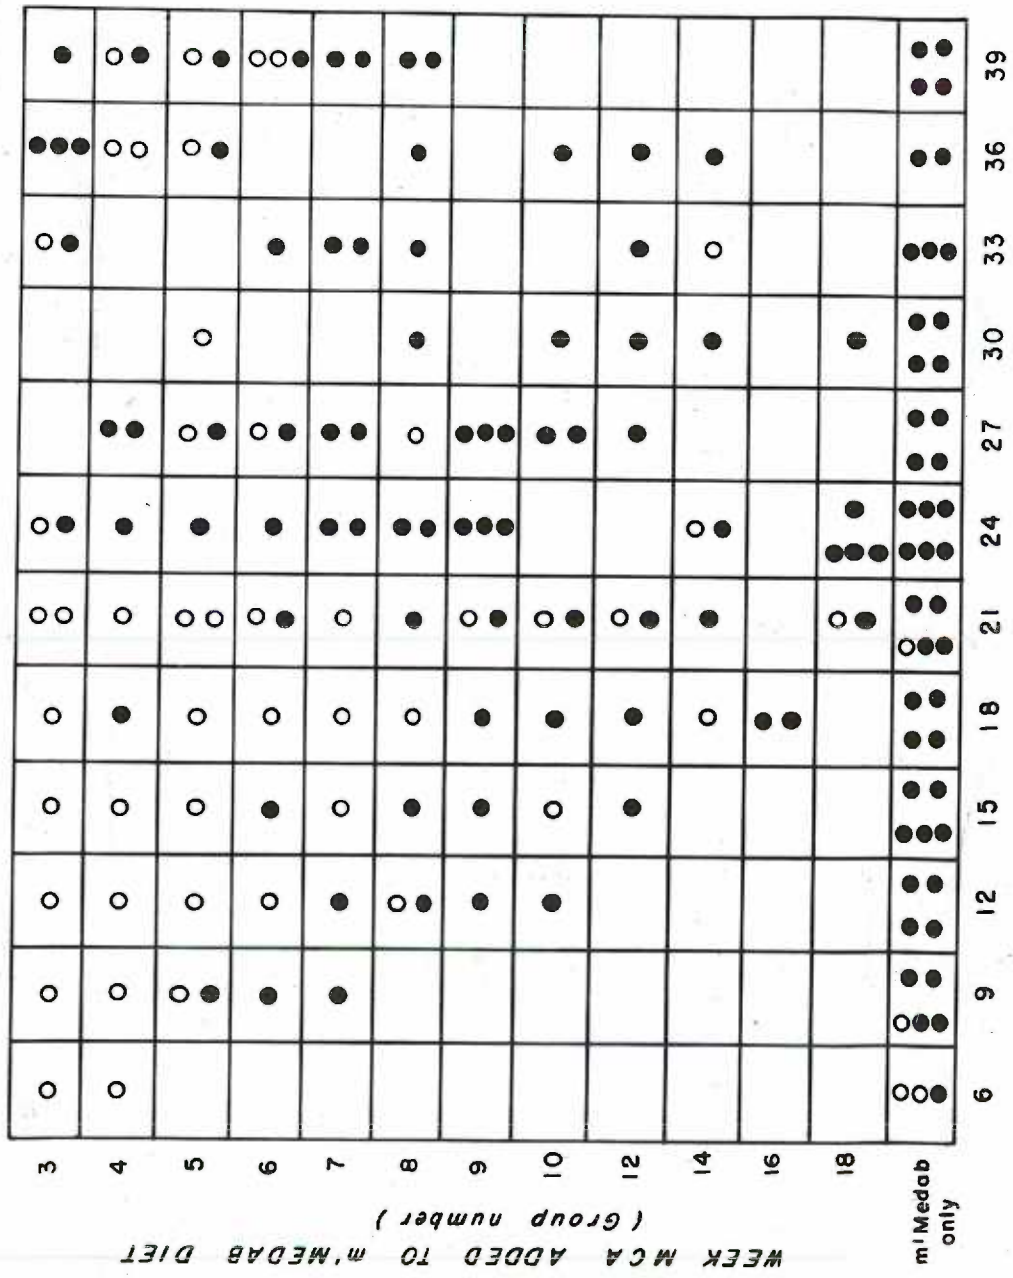 WEEK MCA ADDED TO m'MEDAB DIET
(Group number)
3
4
5
6
7
8
9
10
12
14
16
18
m'Medab
only
6 9 12 15 18 21 24 27 30 33 36 39